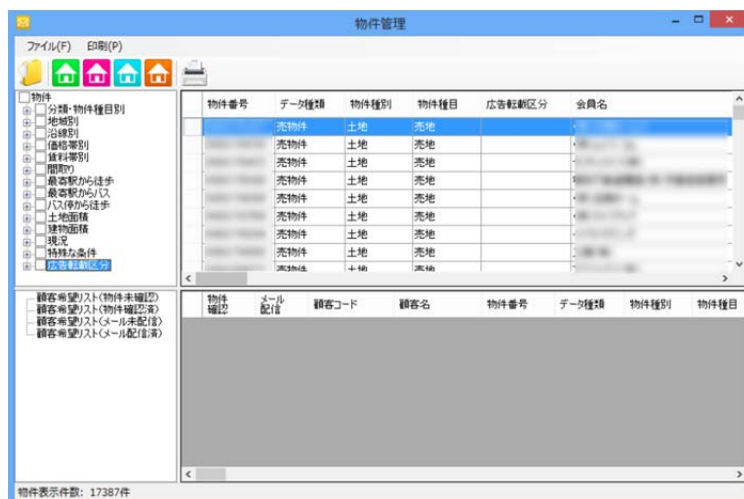 物件管理
ファイル(F) 印刷(P)
物件
分類・物件種目別
地域別
沿線別
価格帯別
賃料帯別
間取り
最寄駅から徒歩
最寄駅からバス
バス停から徒歩
土地面積
建物面積
現況
特殊な条件
広告転載区分
物件番号 データ種類 物件種別 物件種目 広告転載区分 会員名
売物件 土地 売地
売物件 土地 売地
売物件 土地 売地
売物件 土地 売地
売物件 土地 売地
売物件 土地 売地
売物件 土地 売地
売物件 土地 売地
売物件 土地 売地
顧客希望リスト(物件未確認)
顧客希望リスト(物件確認済)
顧客希望リスト(メール未配信)
顧客希望リスト(メール配信済)
物件確認 メール配信 顧客コード 顧客名 物件番号 データ種類 物件種別 物件種目
物件表示件数: 17387件